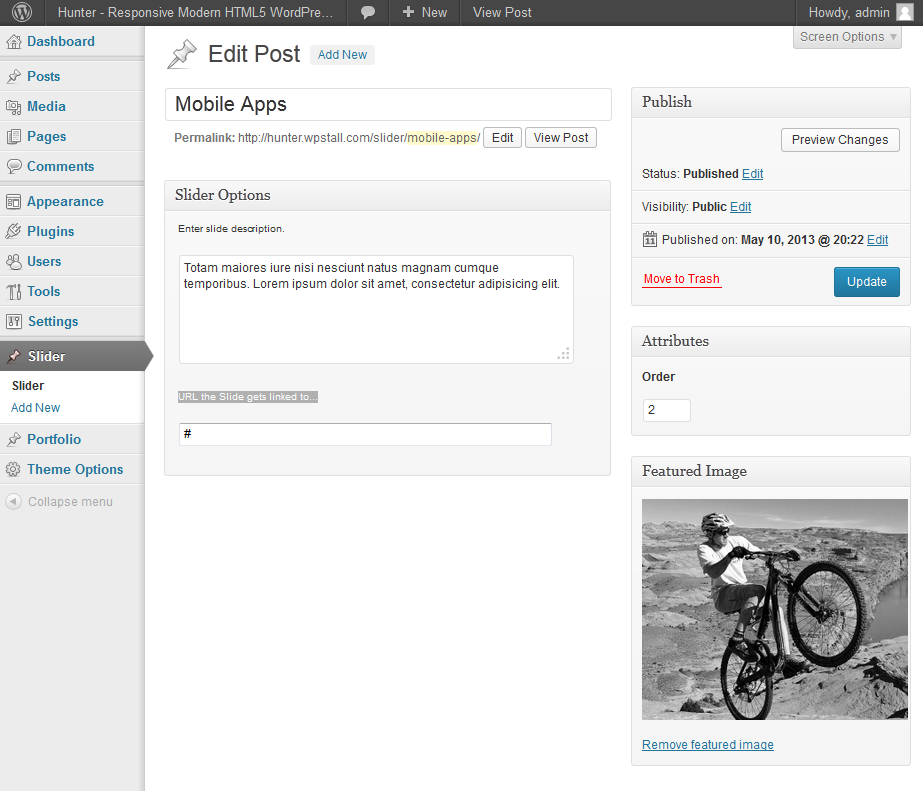 Hunter - Responsive Modern HTML5 WordPre…
New
View Post
Howdy, admin
Screen Options
Dashboard
Posts
Media
Pages
Comments
Appearance
Plugins
Users
Tools
Settings
Slider
Slider
Add New
Portfolio
Theme Options
Collapse menu
Edit Post
Add New
Mobile Apps
Permalink: http://hunter.wpstall.com/slider/mobile-apps/ Edit View Post
Slider Options
Enter slide description.
Totam maiores iure nisi nesciunt natus magnam cumque
temporibus. Lorem ipsum dolor sit amet, consectetur adipisicing elit.
URL the Slide gets linked to...
#
Publish
Preview Changes
Status: Published Edit
Visibility: Public Edit
11 Published on: May 10, 2013 @ 20:22 Edit
Move to Trash
Update
Attributes
Order
2
Featured Image
Remove featured image